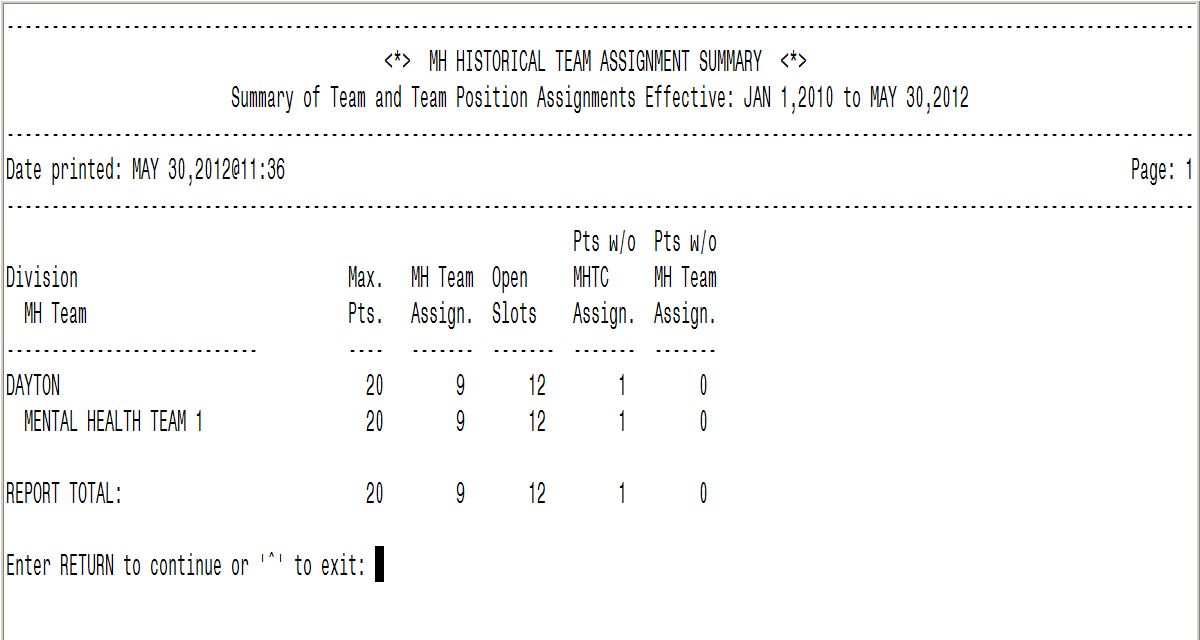 --------------------------------------------------------------------------------
<*> MH HISTORICAL TEAM ASSIGNMENT SUMMARY <*>
Summary of Team and Team Position Assignments Effective: JAN 1,2010 to MAY 30,2012
--------------------------------------------------------------------------------
Date printed: MAY 30,2012@11:36 Page: 1
--------------------------------------------------------------------------------
Pts w/o Pts w/o
Division Max. MH Team Open MHTC MH Team
MH Team Pts. Assign. Slots Assign. Assign.
---------------------------- ---- ------- ------- ------- -------
DAYTON 20 9 12 1 0
MENTAL HEALTH TEAM 1 20 9 12 1 0
REPORT TOTAL: 20 9 12 1 0
Enter RETURN to continue or '^' to exit: